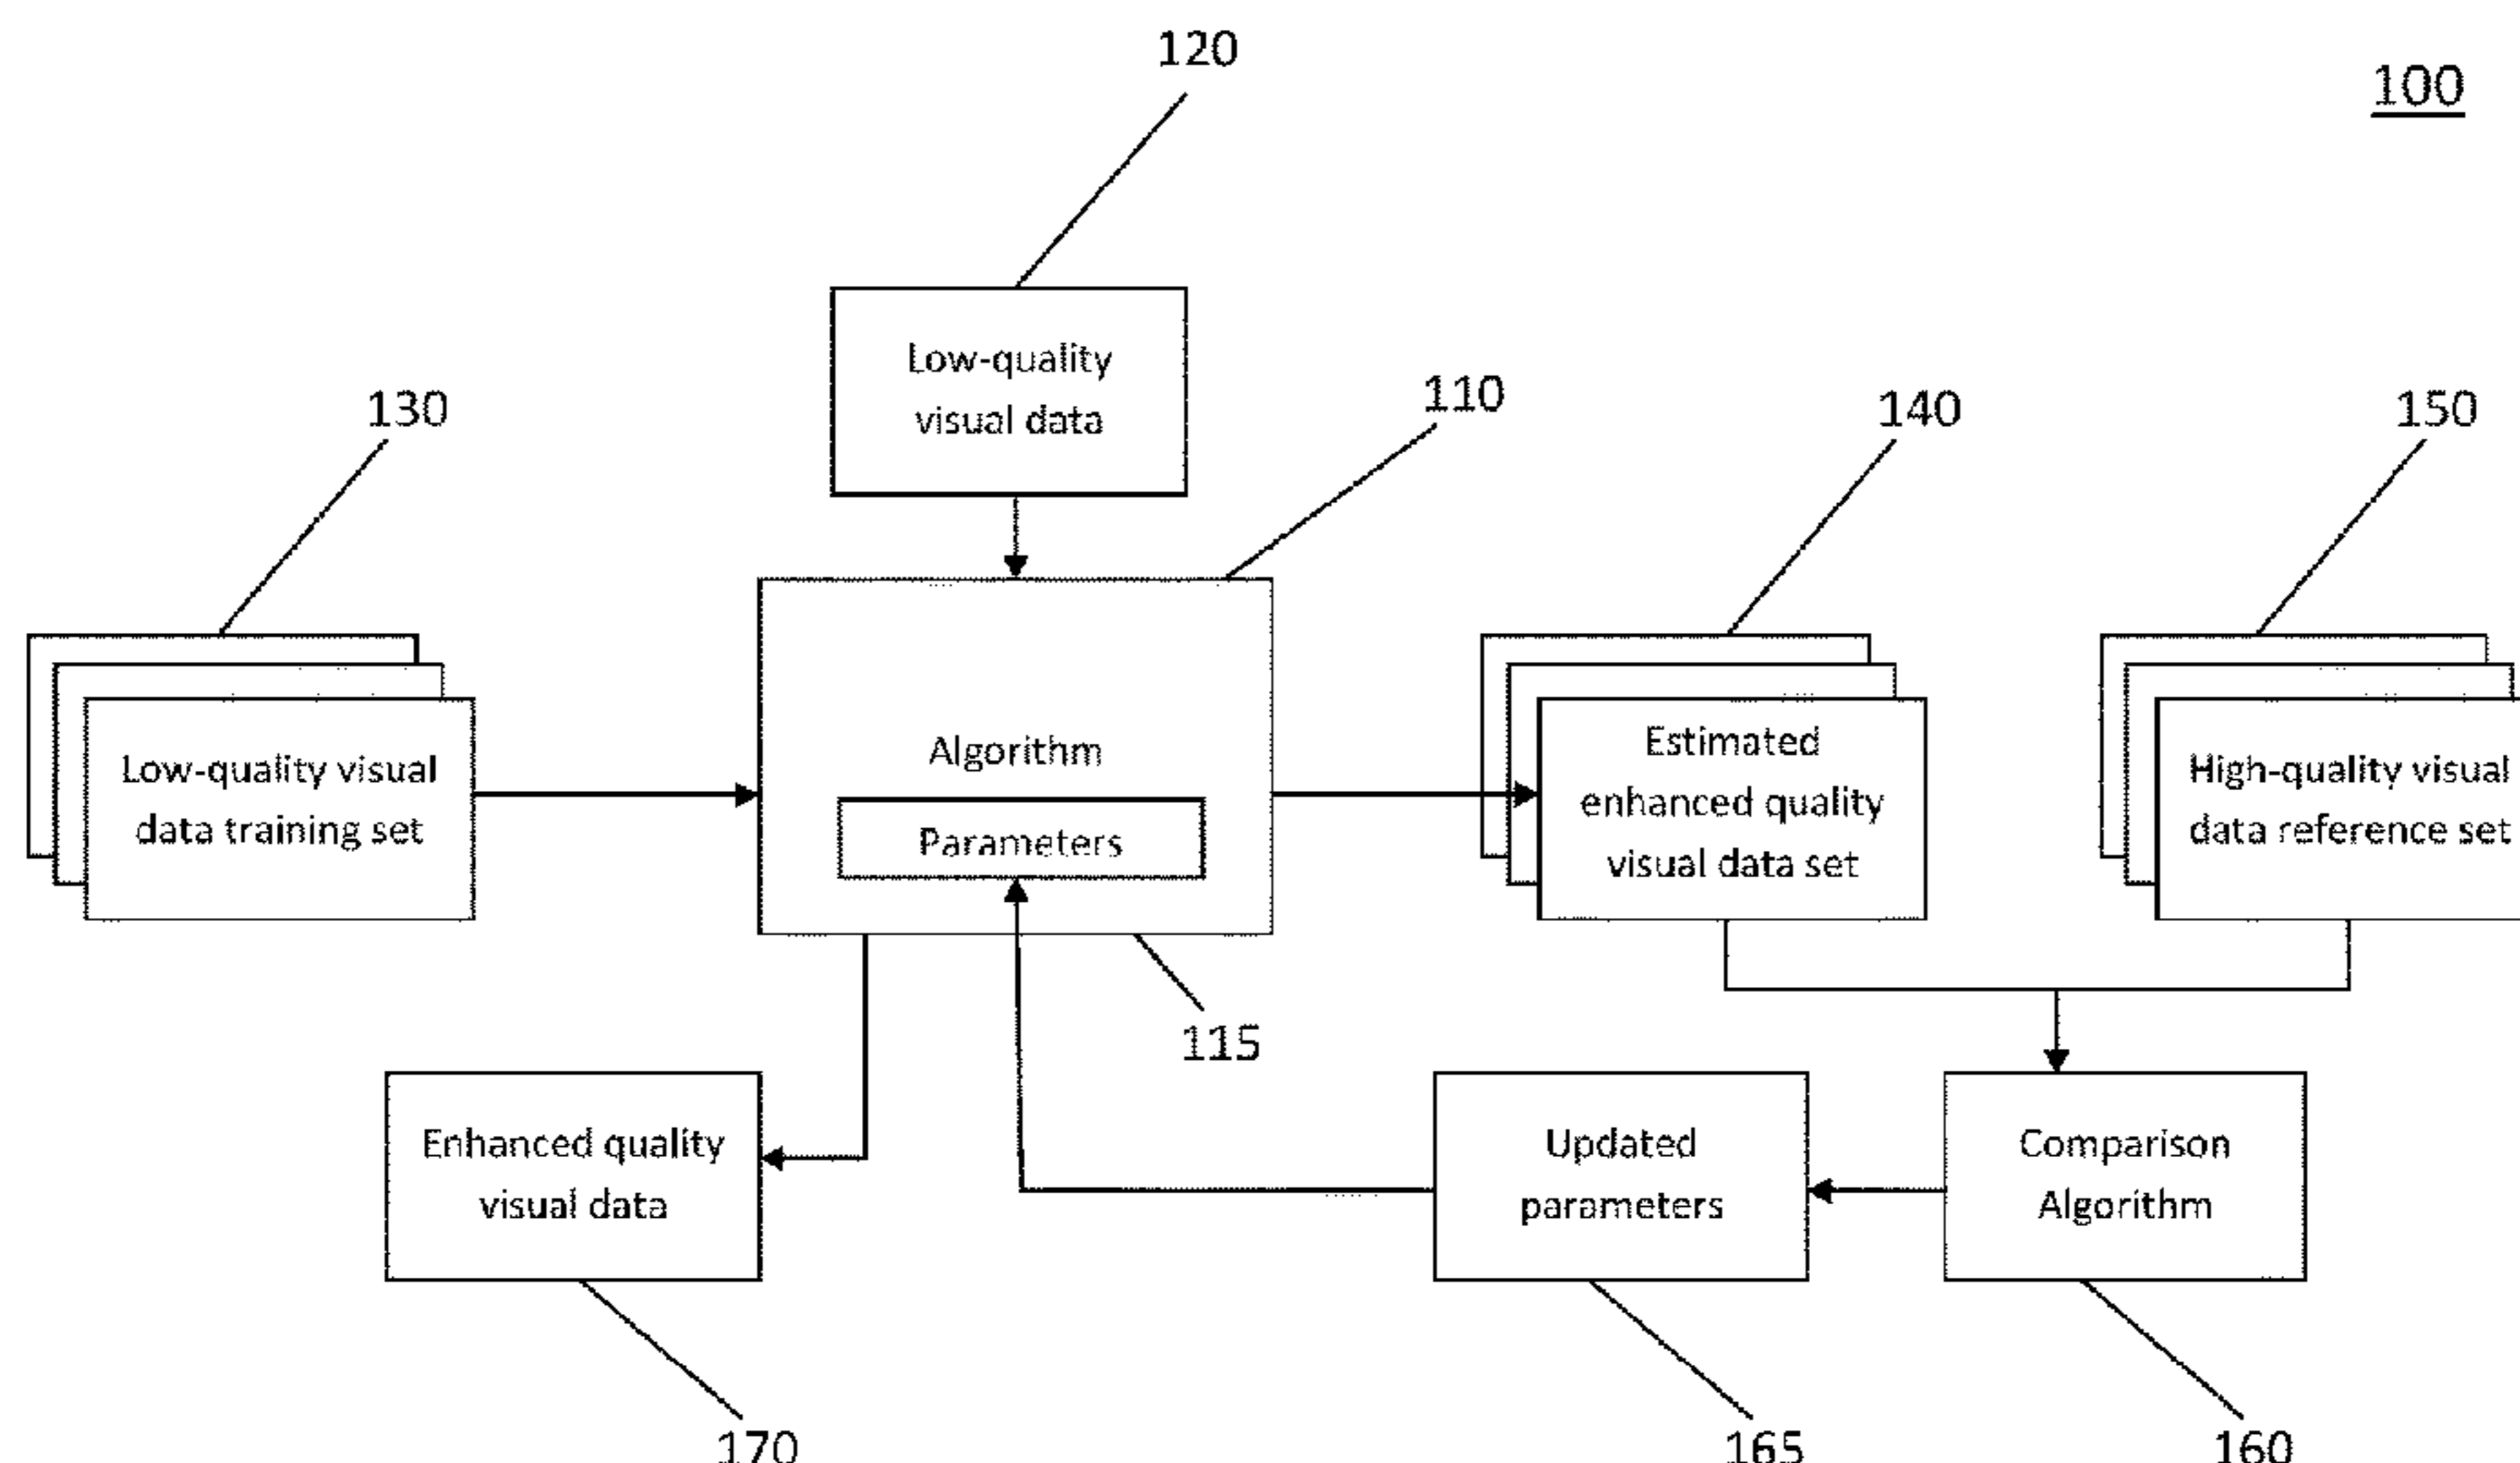 120
100
Low-quality
visual data
130
110
140
150
Low-quality visual
data training set
Algorithm
Parameters
Estimated
enhanced quality
visual data set
High-quality visual
data reference set
115
Enhanced quality
visual data
Updated
parameters
Comparison
Algorithm
170
165
160